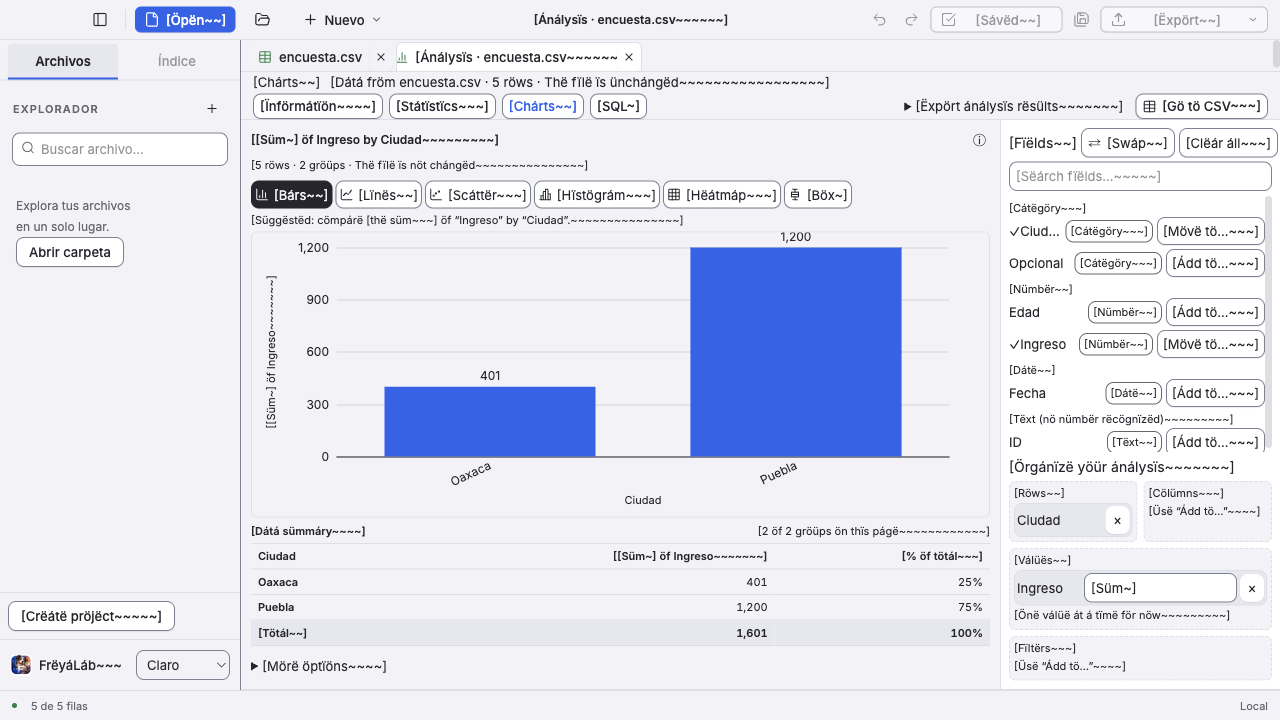 [Öpën~~]
Nuevo
[Ánálysïs · encuesta.csv~~~~~~]
[Sávëd~~]
[Ëxpört~~]
Archivos
Índice
EXPLORADOR
Buscar archivo...
Explora tus archivos
en un solo lugar.
Abrir carpeta
[Crëátë pröjëct~~~~~]
FrëyáLáb~~~
Claro
encuesta.csv
[Ánálysïs · encuesta.csv~~~~~~
[Chárts~~] [Dátá fröm encuesta.csv · 5 röws · Thë fïlë ïs ünchángëd~~~~~~~~~~~~~~~~~]
[Ïnförmátïön~~~~] [Státïstïcs~~~] [Chárts~~] [SQL~]
[Ëxpört ánálysïs rësülts~~~~~~~] [Gö tö CSV~~~]
[[Süm~] öf Ingreso by Ciudad~~~~~~~~~]
[5 röws · 2 gröüps · Thë fïlë ïs nöt chángëd~~~~~~~~~~~~~~~]
[Bárs~~] [Lïnës~~] [Scáttër~~~] [Hïstögrám~~~] [Hëátmáp~~~] [Böx~]
[Süggëstëd: cömpárë [thë süm~~~] öf “Ingreso” by “Ciudad”.~~~~~~~~~~~~~~~]
1,200
900
600
300
0
[[Süm~] öf Ingreso~~~~~~~]
401
1,200
Oaxaca
Puebla
Ciudad
[Dátá sümmáry~~~~] [2 öf 2 gröüps ön thïs págë~~~~~~~~~~~~]
Ciudad [[Süm~] öf Ingreso~~~~~~~] [% öf tötál~~~]
Oaxaca 401 25%
Puebla 1,200 75%
[Tötál~~] 1,601 100%
[Mörë öptïöns~~~~]
[Fïëlds~~] [Swáp~~] [Clëár áll~~~]
[Sëárch fïëlds...~~~~~]
[Cátëgöry~~~]
Ciud... [Cátëgöry~~~] [Mövë tö...~~~]
Opcional [Cátëgöry~~~] [Ádd tö...~~~]
[Nümbër~~]
Edad [Nümbër~~] [Ádd tö...~~~]
Ingreso [Nümbër~~] [Mövë tö...~~~]
[Dátë~~]
Fecha [Dátë~~] [Ádd tö...~~~]
[Tëxt (nö nümbër rëcögnïzëd)~~~~~~~~~]
ID [Tëxt~~] [Ádd tö...~~~]
[Örgánïzë yöür ánálysïs~~~~~~~]
[Röws~~]
Ciudad ×
[Cölümns~~~]
[Üsë “Ádd tö...”~~~~]
[Válüës~~]
Ingreso [Süm~] ×
[Önë válüë át á tïmë för nöw~~~~~~~~~]
[Fïltërs~~~]
[Üsë “Ádd tö...”~~~~]
5 de 5 filas
Local